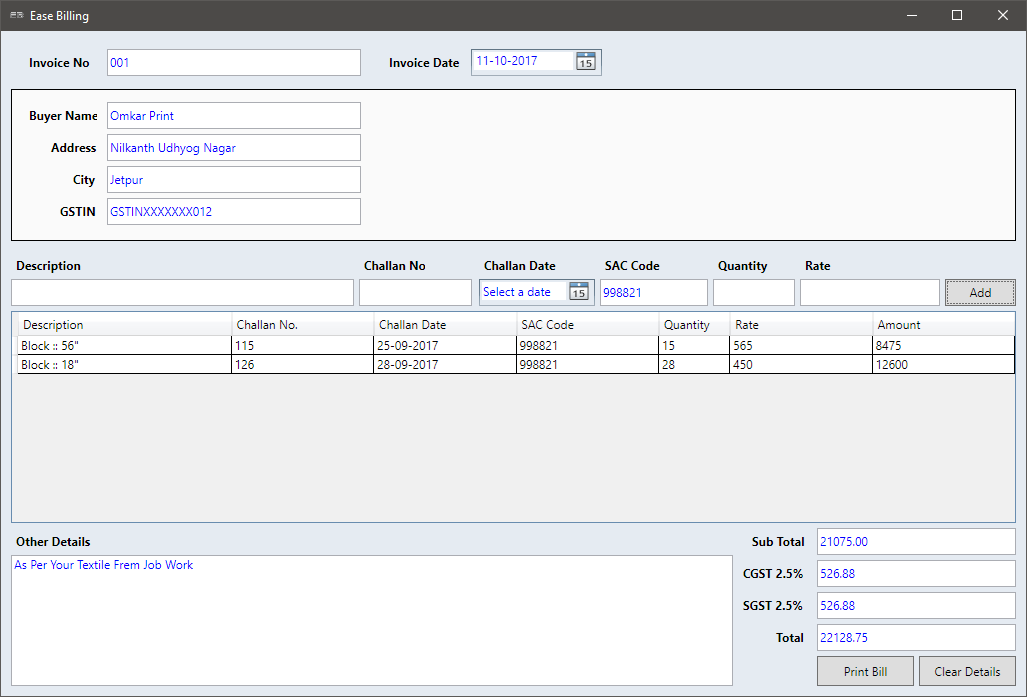 Ease Billing
Invoice No 001 Invoice Date 11-10-2017 15
Buyer Name Omkar Print
Address Nilkanth Udhyog Nagar
City Jetpur
GSTIN GSTINXXXXXXX012
Description Challan No Challan Date SAC Code Quantity Rate
Select a date 15 998821 Add
Description Challan No. Challan Date SAC Code Quantity Rate Amount
Block :: 56" 115 25-09-2017 998821 15 565 8475
Block :: 18" 126 28-09-2017 998821 28 450 12600
Other Details Sub Total 21075.00
As Per Your Textile Frem Job Work
CGST 2.5% 526.88
SGST 2.5% 526.88
Total 22128.75
Print Bill Clear Details